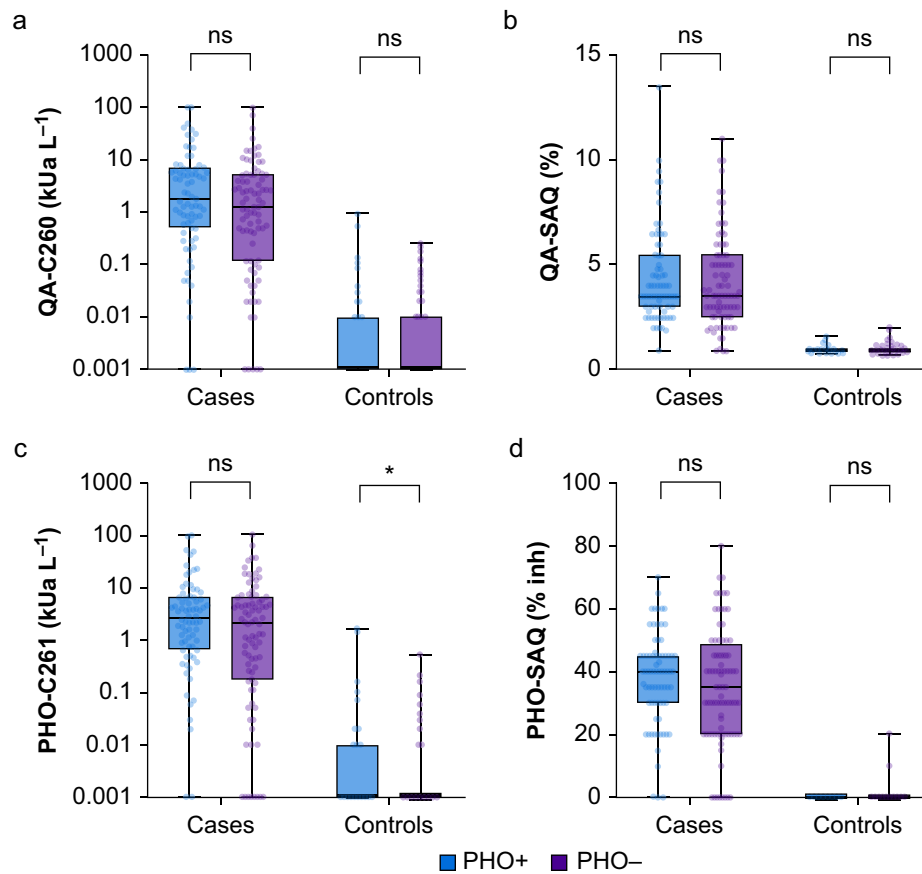 a
ns
ns
QA-C260 (kUa L⁻¹)
1000
100
10
1
0.1
0.01
0.001
Cases
Controls
b
ns
ns
QA-SAQ (%)
15
10
5
0
Cases
Controls
c
ns
*
PHO-C261 (kUa L⁻¹)
1000
100
10
1
0.1
0.01
0.001
Cases
Controls
d
ns
ns
PHO-SAQ (% inh)
100
80
60
40
20
0
Cases
Controls
PHO+ PHO–